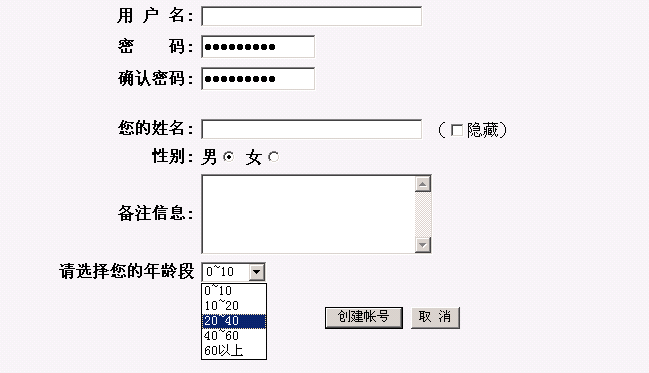 用 户 名:
密    码: ●●●●●●●●●
确认密码: ●●●●●●●●●
您的姓名: (隐藏)
性别: 男 女
备注信息:
请选择您的年龄段 0~10
0~10
10~20
20~40
40~60
60以上
创建帐号 取 消